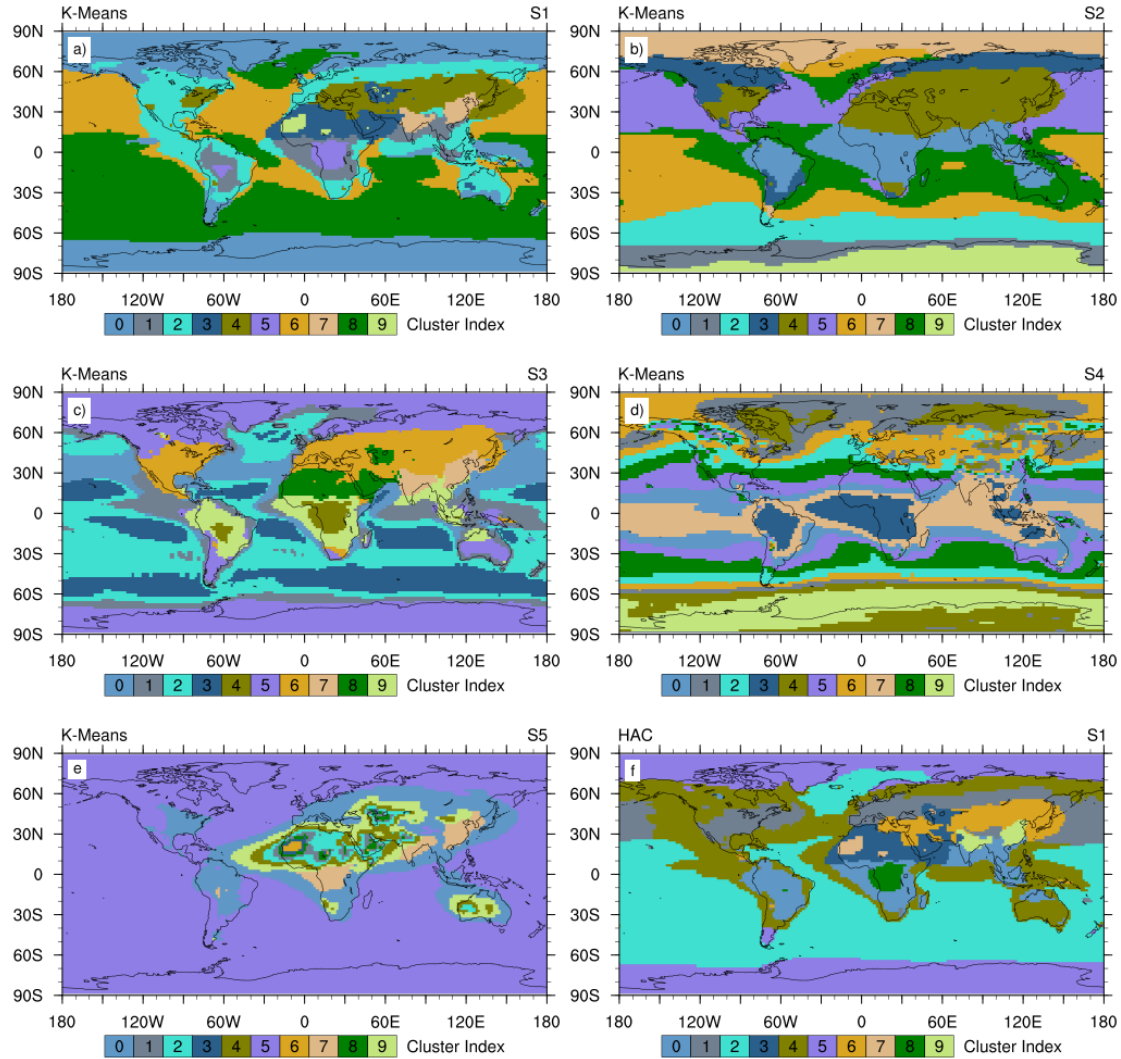 K-Means S1 K-Means S2
90N 90N
a) b)
60N 60N
30N 30N
0 0
30S 30S
60S 60S
90S 90S
180 120W 60W 0 60E 120E 180 180 120W 60W 0 60E 120E 180
0 1 2 3 4 5 6 7 8 9 Cluster Index 0 1 2 3 4 5 6 7 8 9 Cluster Index
K-Means S3 K-Means S4
90N 90N
c) d)
60N 60N
30N 30N
0 0
30S 30S
60S 60S
90S 90S
180 120W 60W 0 60E 120E 180 180 120W 60W 0 60E 120E 180
0 1 2 3 4 5 6 7 8 9 Cluster Index 0 1 2 3 4 5 6 7 8 9 Cluster Index
K-Means S5 HAC S1
90N 90N
e f
60N 60N
30N 30N
0 0
30S 30S
60S 60S
90S 90S
180 120W 60W 0 60E 120E 180 180 120W 60W 0 60E 120E 180
0 1 2 3 4 5 6 7 8 9 Cluster Index 0 1 2 3 4 5 6 7 8 9 Cluster Index